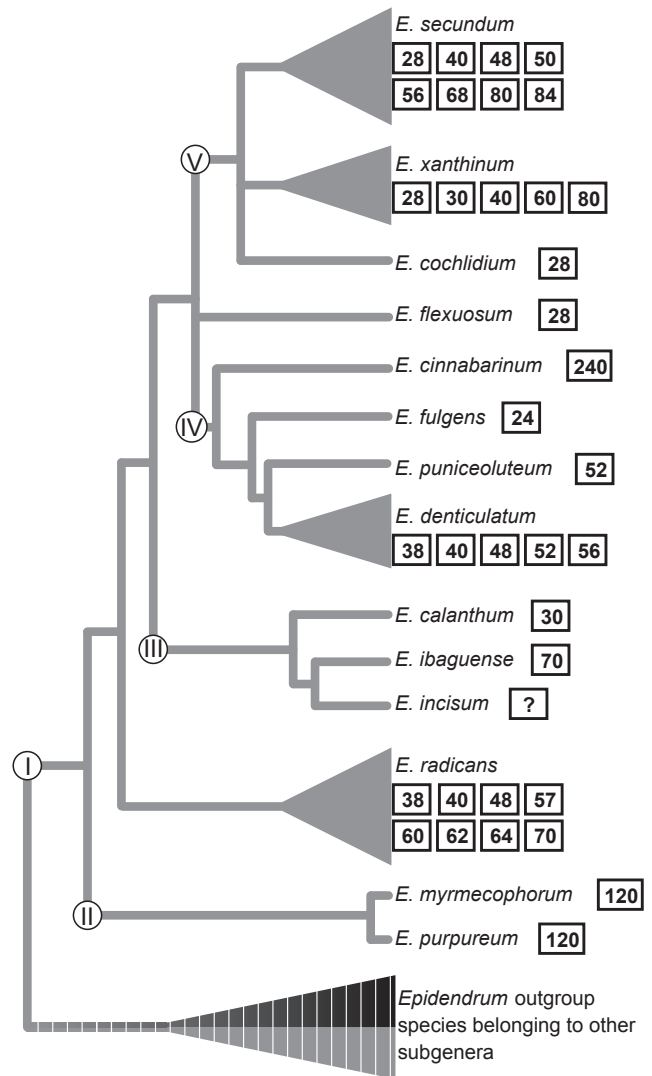 E. secundum
28 40 48 50
56 68 80 84
V
E. xanthinum
28 30 40 60 80
E. cochlidium 28
E. flexuosum 28
E. cinnabarinum 240
E. fulgens 24
IV
E. puniceoluteum 52
E. denticulatum
38 40 48 52 56
E. calanthum 30
III
E. ibaguense 70
E. incisum ?
I
E. radicans
38 40 48 57
60 62 64 70
E. myrmecophorum 120
II
E. purpureum 120
Epidendrum outgroup
species belonging to other
subgenera